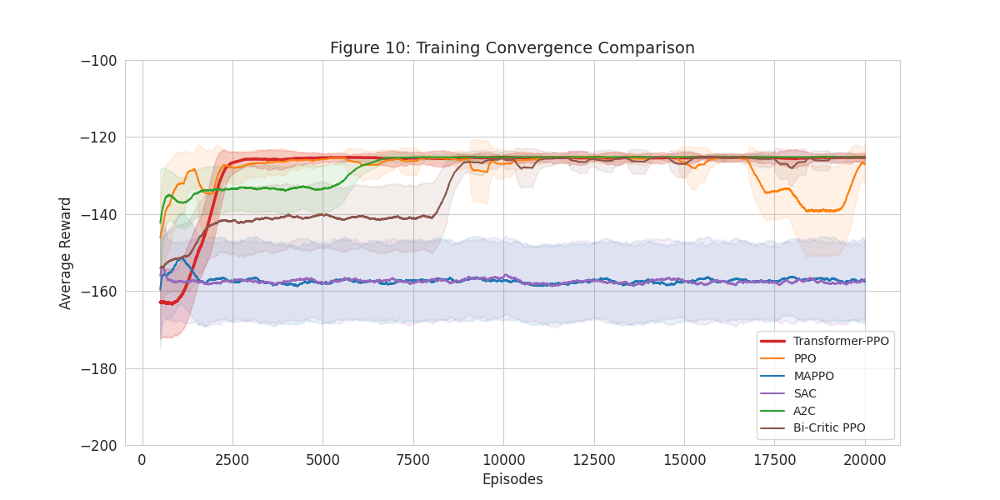 Figure 10: Training Convergence Comparison
−100
−120
−140
−160
−180
−200
Average Reward
0 2500 5000 7500 10000 12500 15000 17500 20000
Episodes
Transformer-PPO
PPO
MAPPO
SAC
A2C
Bi-Critic PPO